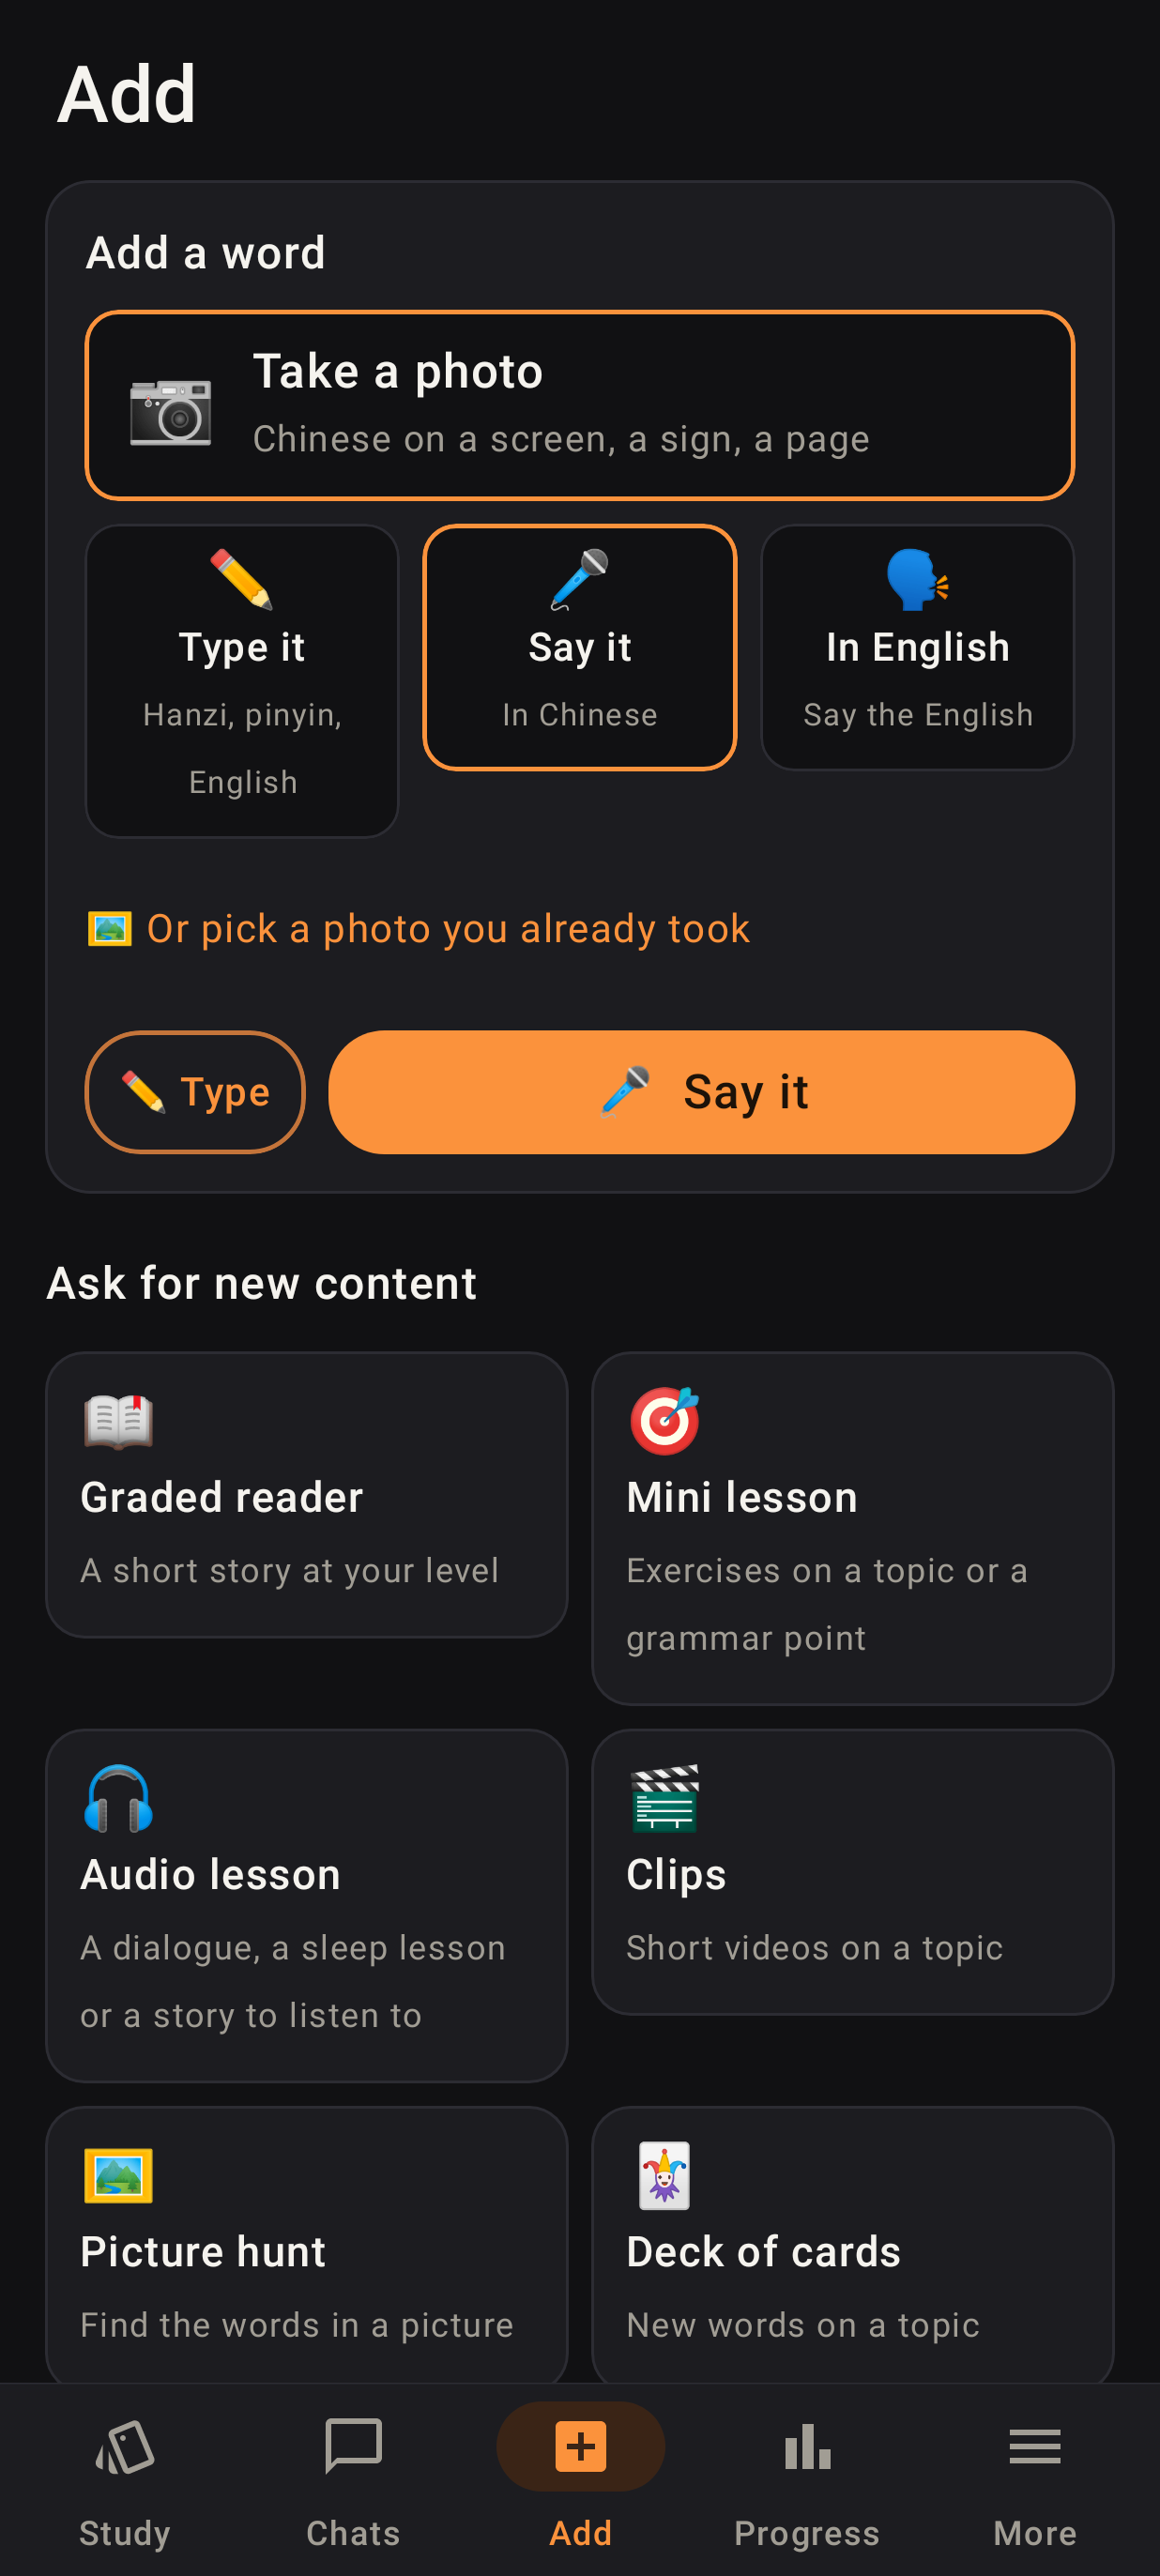 Add
Add a word
Take a photo
Chinese on a screen, a sign, a page
Type it
Hanzi, pinyin,
English
Say it
In Chinese
In English
Say the English
Or pick a photo you already took
Type
Say it
Ask for new content
Graded reader
A short story at your level
Mini lesson
Exercises on a topic or a
grammar point
Audio lesson
A dialogue, a sleep lesson
or a story to listen to
Clips
Short videos on a topic
Picture hunt
Find the words in a picture
Deck of cards
New words on a topic
Study
Chats
Add
Progress
More